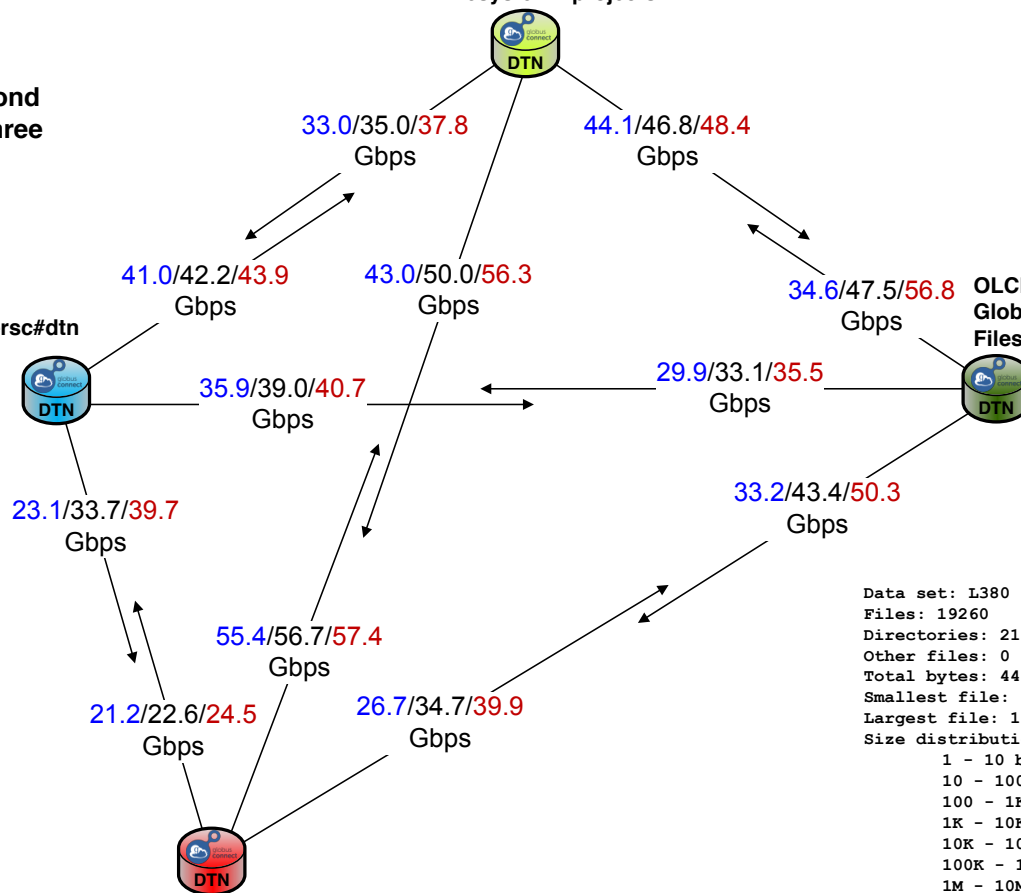 DTN
33.0/35.0/37.8
Gbps
44.1/46.8/48.4
Gbps
41.0/42.2/43.9
Gbps
43.0/50.0/56.3
Gbps
34.6/47.5/56.8
Gbps
rsc#dtn
globus
connect
DTN
35.9/39.0/40.7
Gbps
29.9/33.1/35.5
Gbps
DTN
23.1/33.7/39.7
Gbps
33.2/43.4/50.3
Gbps
55.4/56.7/57.4
Gbps
21.2/22.6/24.5
Gbps
26.7/34.7/39.9
Gbps
DTN
Data set: L380
Files: 19260
Directories: 21
Other files: 0
Total bytes: 44
Smallest file:
Largest file: 1
Size distributi
1 - 10 b
10 - 100
100 - 1K
1K - 10K
10K - 10
100K - 1
1M - 10M